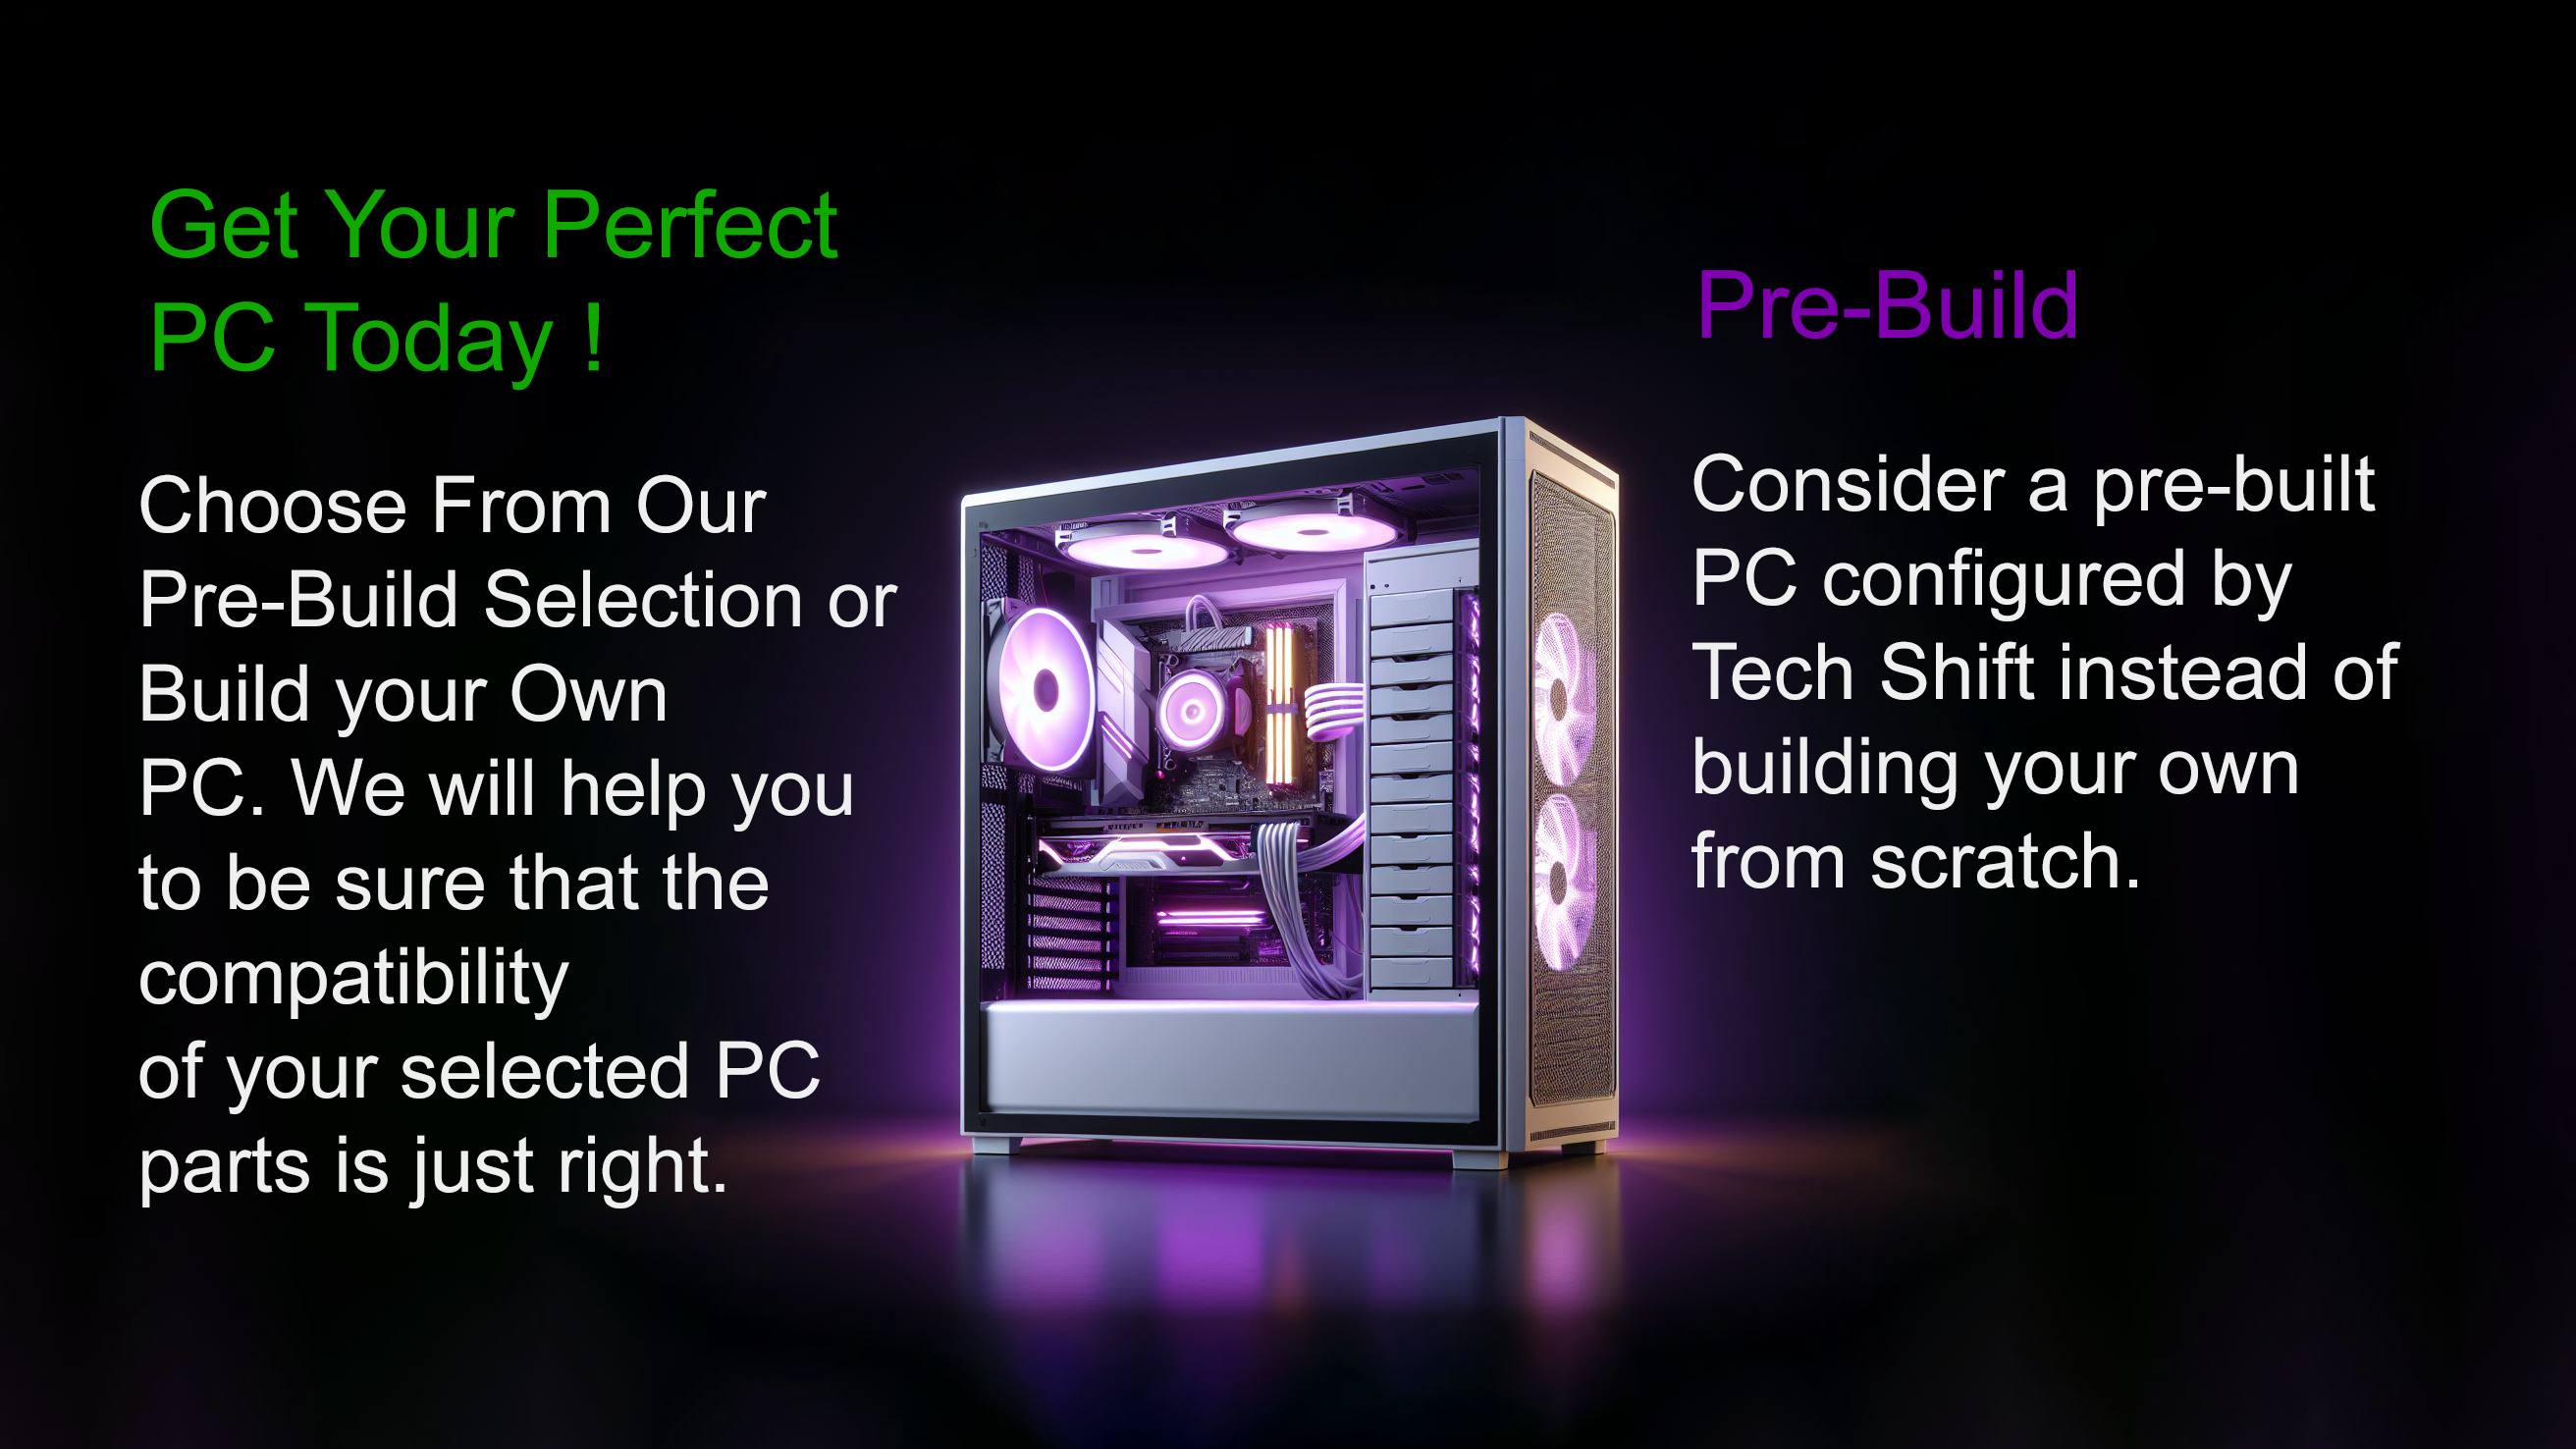 Get Your Perfect
PC Today !
Choose From Our
Pre-Build Selection or
Build your Own
PC. We will help you
to be sure that the
compatibility
of your selected PC
parts is just right.
Pre-Build
Consider a pre-built
PC configured by
Tech Shift instead of
building your own
from scratch.